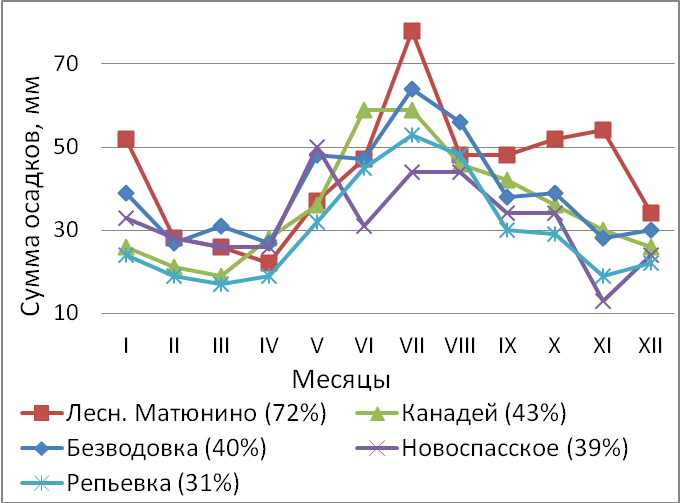 Сумма осадков, мм
70
50
30
10
I II III IV V VI VII VIII IX X XI XII
Месяцы
Лесн. Матюнино (72%) Канадей (43%)
Безводовка (40%) Новоспасское (39%)
Репьевка (31%)